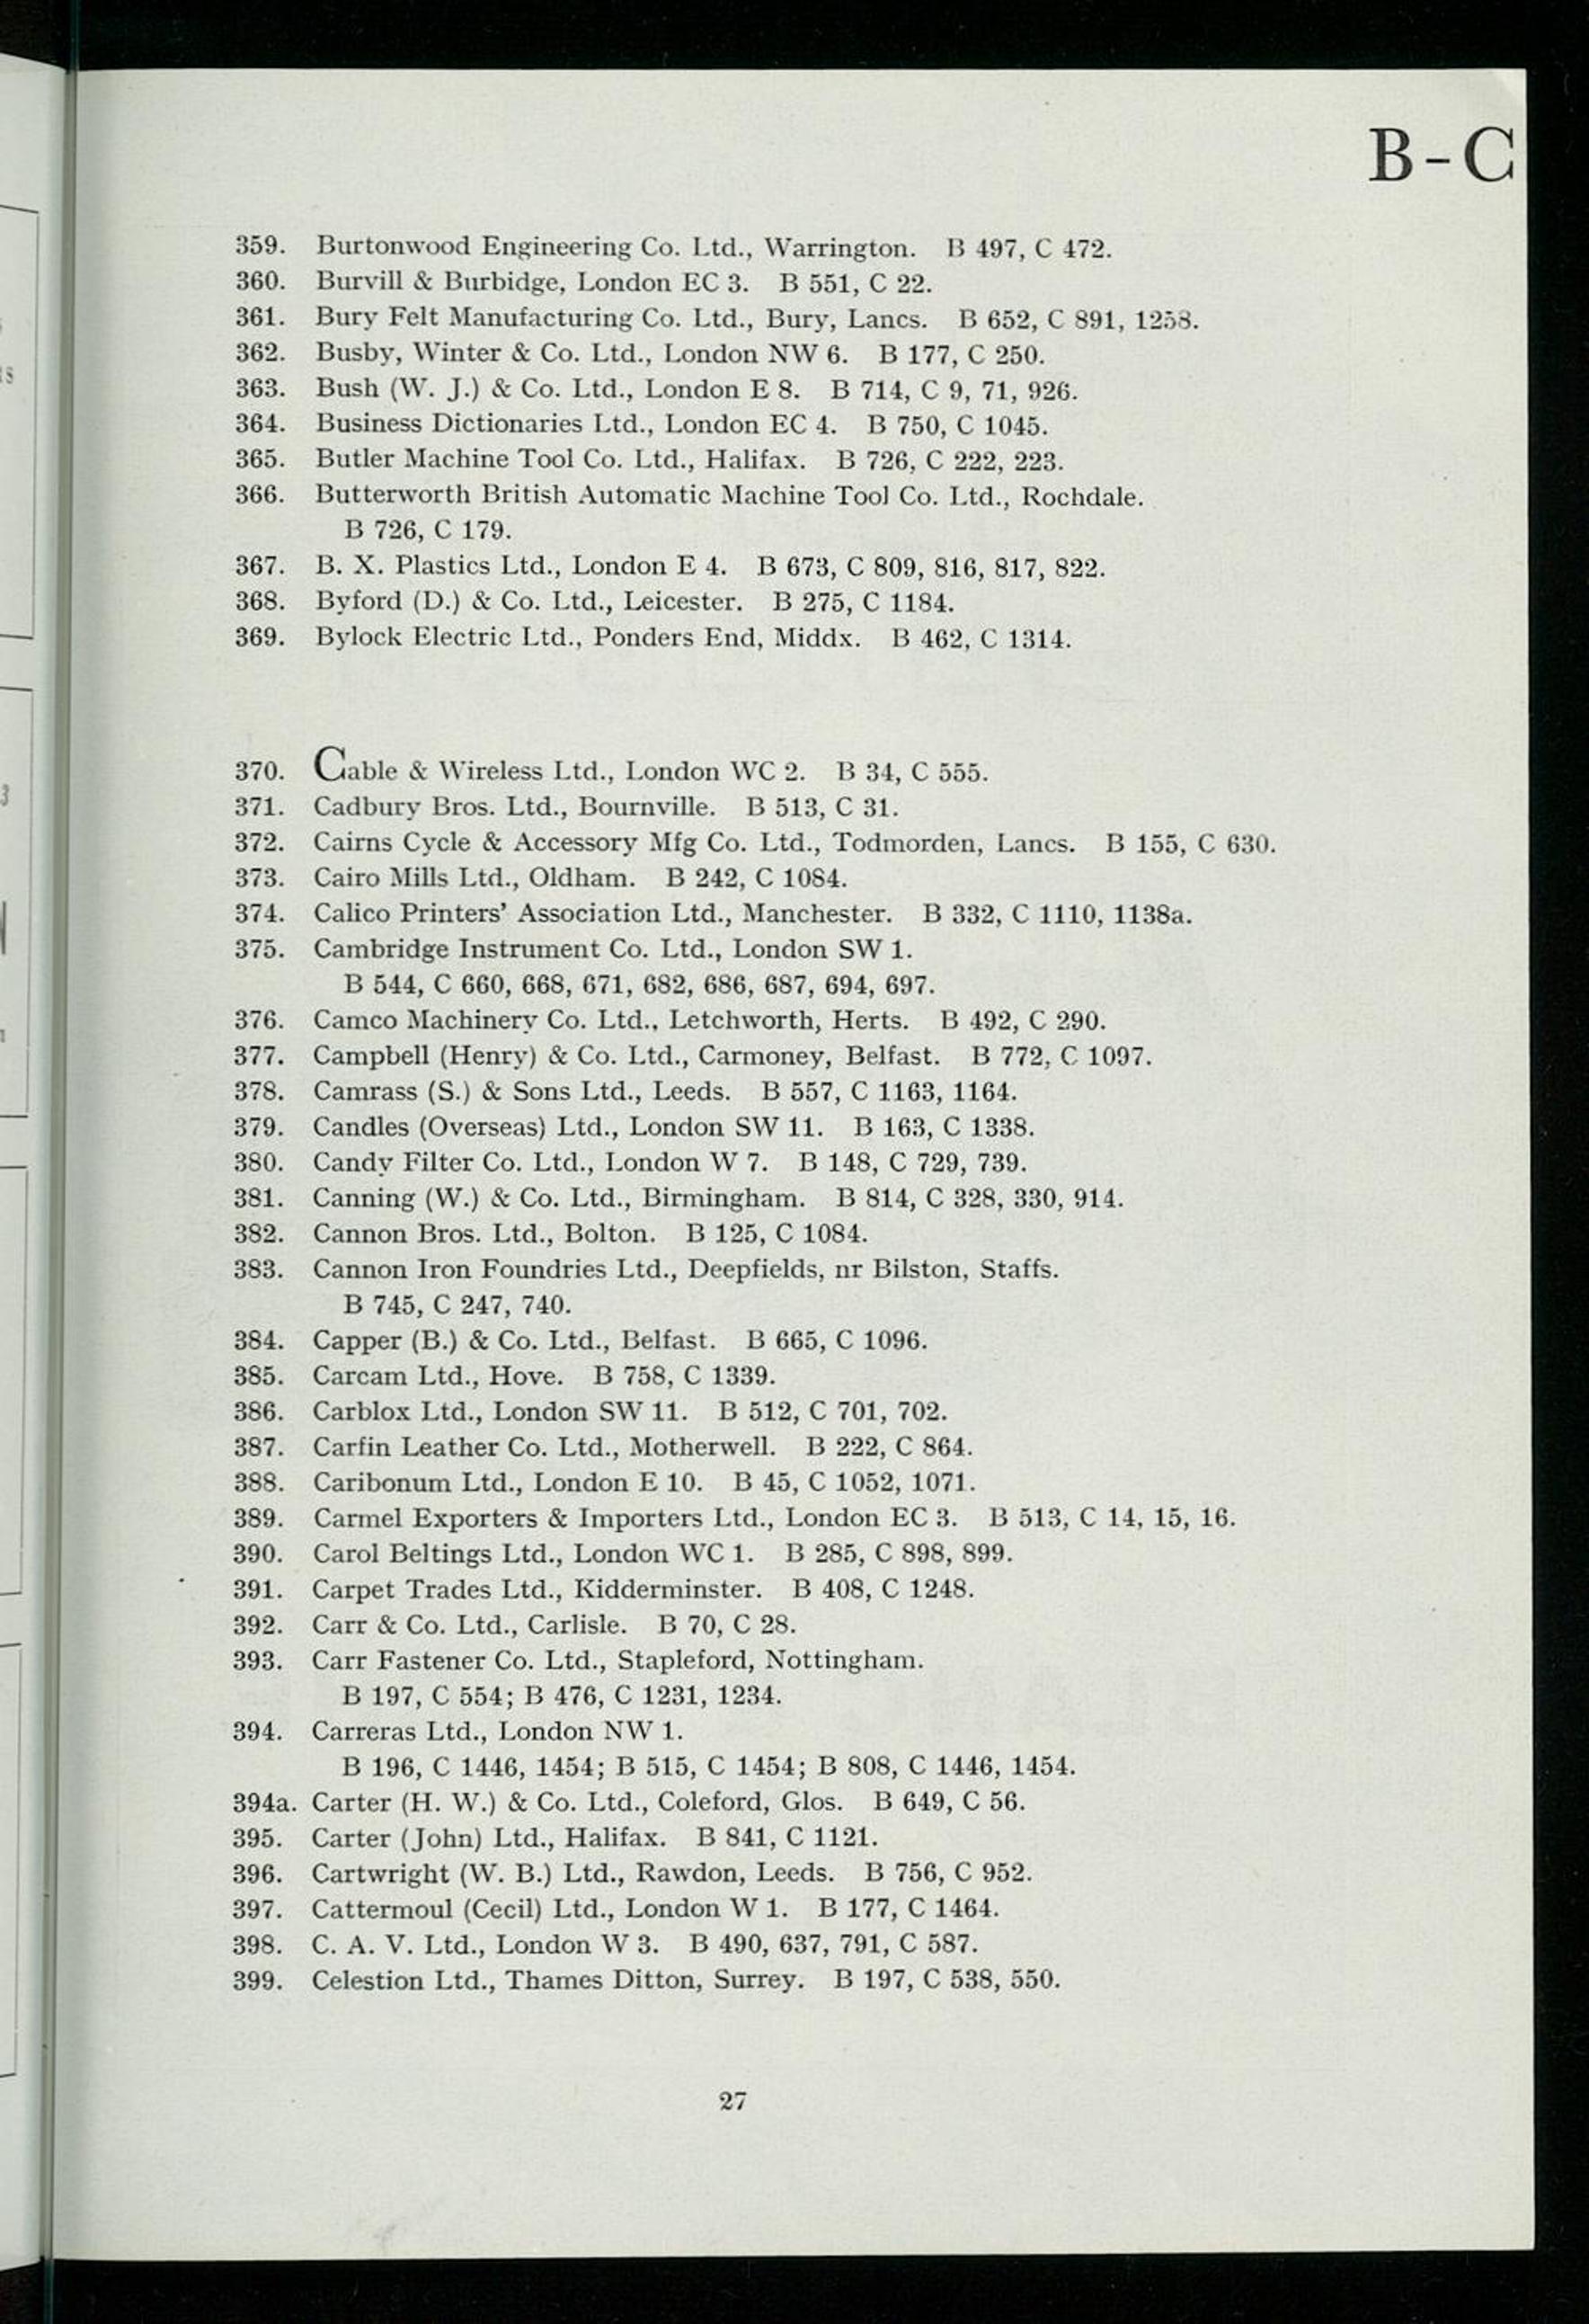 B-C
359. Burtonwood Engineering Co. Ltd., Warrington. B 497, C 472.
360. Burvill & Burbidge, London EC 3. B 551, C 22.
361. Bury Felt Manufacturing Co. Ltd., Bury, Lancs. B 652, C 891, 1258.
362. Busby, Winter & Co. Ltd., London NW 6. B 177, C 250.
363. Bush (W. J.) & Co. Ltd., London E 8. B 714, C 9, 71, 926.
364. Business Dictionaries Ltd., London EC 4. B 750, C 1045.
365. Butler Machine Tool Co. Ltd., Halifax. B 726, C 222, 223.
366. Butterworth British Automatic Machine Tool Co. Ltd., Rochdale.
B 726, C 179.
367. B. X. Plastics Ltd., London E 4. B 673, C 809, 816, 817, 822.
368. Byford (D.) & Co. Ltd., Leicester. B 275, C 1184.
369. Bylock Electric Ltd., Ponders End, Middx. B 462, C 1314.
370. Cable & Wireless Ltd., London WC 2. B 34, C 555.
371. Cadbury Bros. Ltd., Bournville. B 513, C 31.
372. Cairns Cycle & Accessory Mfg Co. Ltd., Todmorden, Lancs. B 155, C 630.
373. Cairo Mills Ltd., Oldham. B 242, C 1084.
374. Calico Printers' Association Ltd., Manchester. B 332, C 1110, 1138a.
375. Cambridge Instrument Co. Ltd., London SW 1.
B 544, C 660, 668, 671, 682, 686, 687, 694, 697.
376. Camco Machinery Co. Ltd., Letchworth, Herts. B 492, C 290.
377. Campbell (Henry) & Co. Ltd., Carmoney, Belfast. B 772, C 1097.
378. Camrass (S.) & Sons Ltd., Leeds. B 557, C 1163, 1164.
379. Candles (Overseas) Ltd., London SW 11. B 163, C 1338.
380. Candy Filter Co. Ltd., London W 7. B 148, C 729, 739.
381. Canning (W.) & Co. Ltd., Birmingham. B 814, C 328, 330, 914.
382. Cannon Bros. Ltd., Bolton. B 125, C 1084.
383. Cannon Iron Foundries Ltd., Deepfields, nr Bilston, Staffs.
B 745, C 247, 740.
384. Capper (B.) & Co. Ltd., Belfast. B 665, C 1096.
385. Carcam Ltd., Hove. B 758, C 1339.
386. Carblox Ltd., London SW 11. B 512, C 701, 702.
387. Carfin Leather Co. Ltd., Motherwell. B 222, C 864.
388. Caribonum Ltd., London E 10. B 45, C 1052, 1071.
389. Carmel Exporters & Importers Ltd., London EC 3. B 513, C 14, 15, 16.
390. Carol Beltings Ltd., London WC 1. B 285, C 898, 899.
391. Carpet Trades Ltd., Kidderminster. B 408, C 1248.
392. Carr & Co. Ltd., Carlisle. B 70, C 28.
393. Carr Fastener Co. Ltd., Stapleford, Nottingham.
B 197, C 554; B 476, C 1231, 1234.
394. Carreras Ltd., London NW 1.
B 196, C 1446, 1454; B 515, C 1454; B 808, C 1446, 1454.
394a. Carter (H. W.) & Co. Ltd., Coleford, Glos. B 649, C 56.
395. Carter (John) Ltd., Halifax. B 841, C 1121.
396. Cartwright (W. B.) Ltd., Rawdon, Leeds. B 756, C 952.
397. Cattermoul (Cecil) Ltd., London W 1. B 177, C 1464.
398. C. A. V. Ltd., London W 3. B 490, 637, 791, C 587.
399. Celestion Ltd., Thames Ditton, Surrey. B 197, C 538, 550.
27